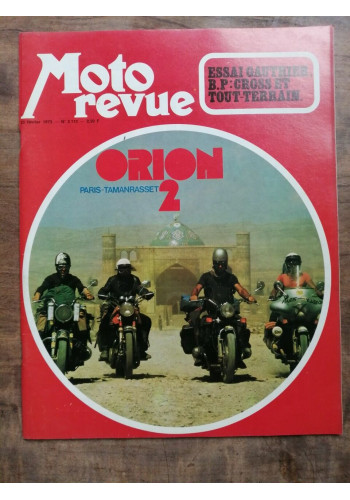 Moto
revue
ESSAI GAUTHIER
B.P: CROSS ET
TOUT-TERRAIN.
ORION
PARIS-TAMANRASSET
2